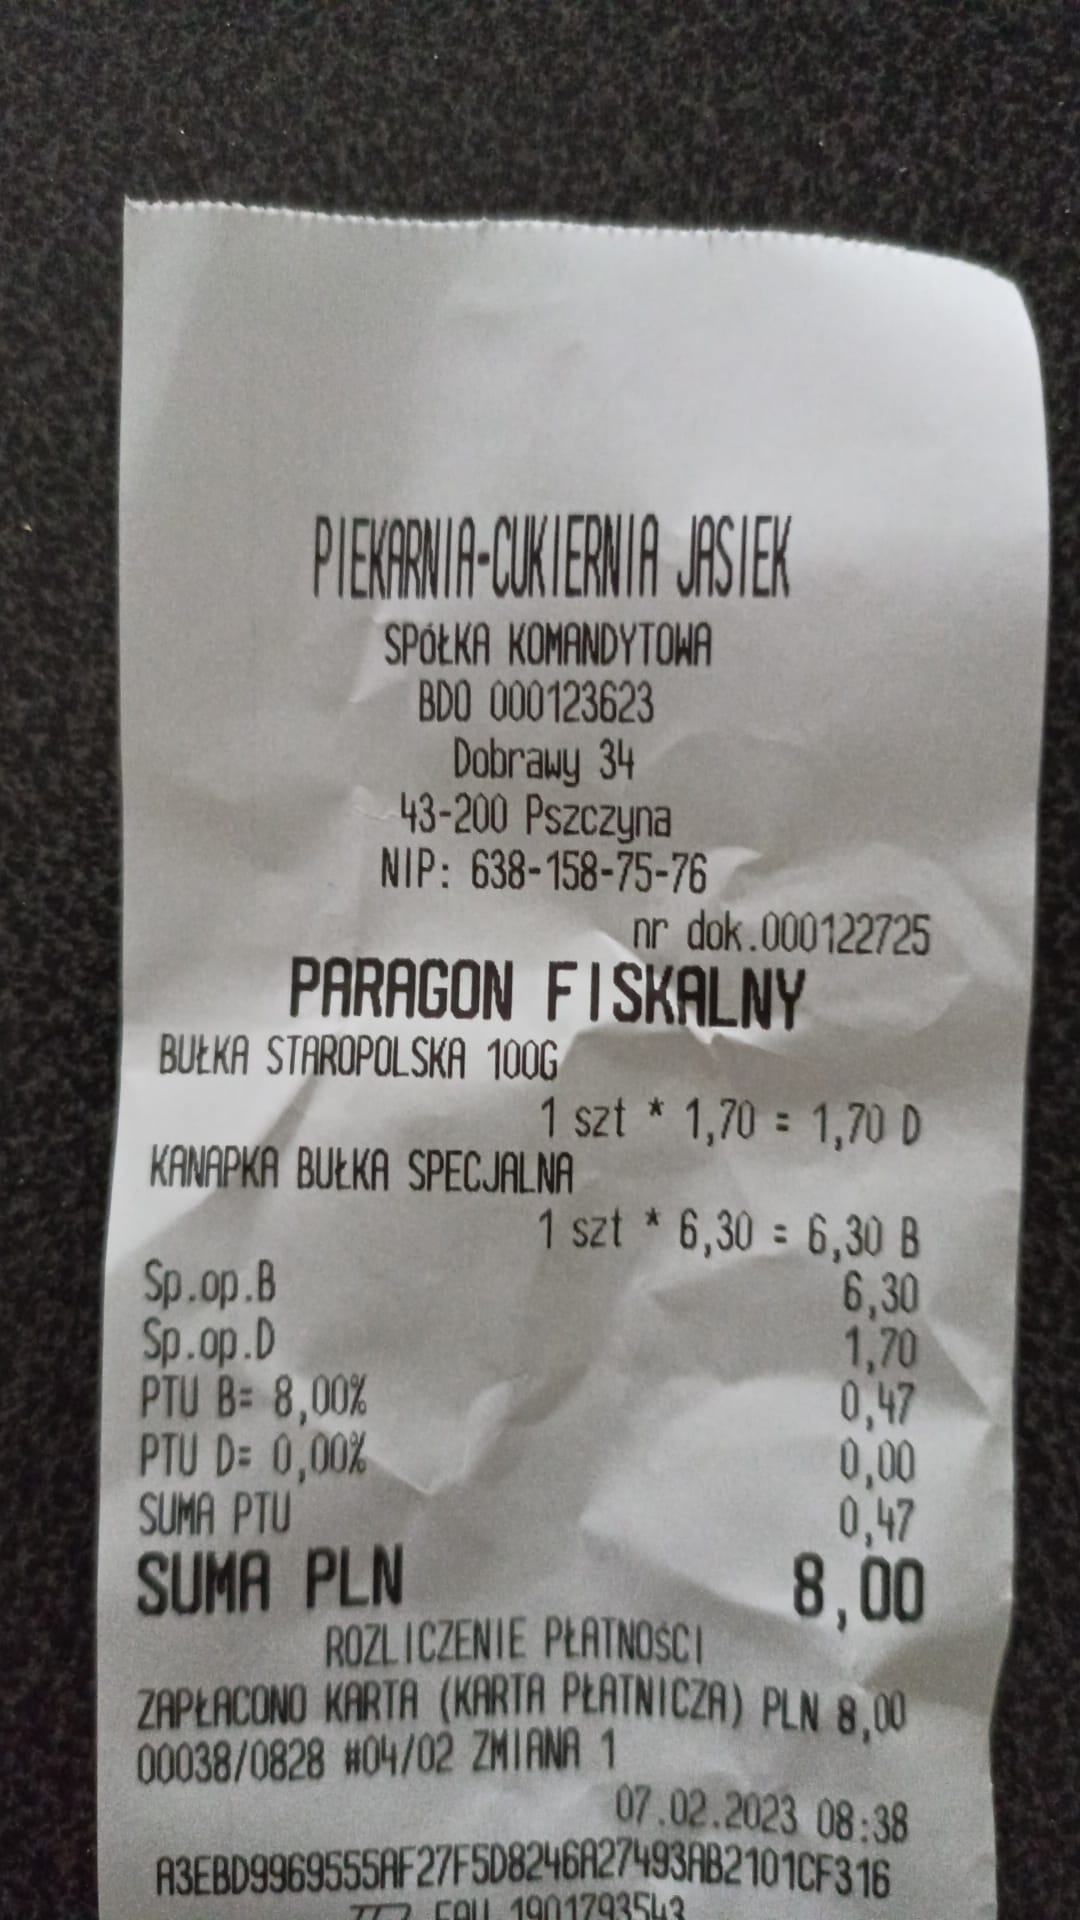 PIEKARNIA-CUKIERNIA JASIEK
SPÓŁKA KOMANDYTOWA
BDO 000123623
Dobrawy 34
43-200 Pszczyna
NIP: 638-158-75-76
nr dok.000122725
PARAGON FISKALNY
BUŁKA STAROPOLSKA 100G
1 szt * 1,70 = 1,70 D
KANAPKA BUŁKA SPECJALNA
1 szt * 6,30 = 6,30 B
Sp.op.B 6,30
Sp.op.D 1,70
PTU B= 8,00% 0,47
PTU D= 0,00% 0,00
SUMA PTU 0,47
SUMA PLN 8,00
ROZLICZENIE PŁATNOŚCI
ZAPŁACONO KARTA (KARTA PŁATNICZA) PLN 8,00
00038/0828 #04/02 ZMIANA 1
07.02.2023 08:38
A3EBD9969555AF27F5D8246A27493AB2101CF316
EAU 1901793543